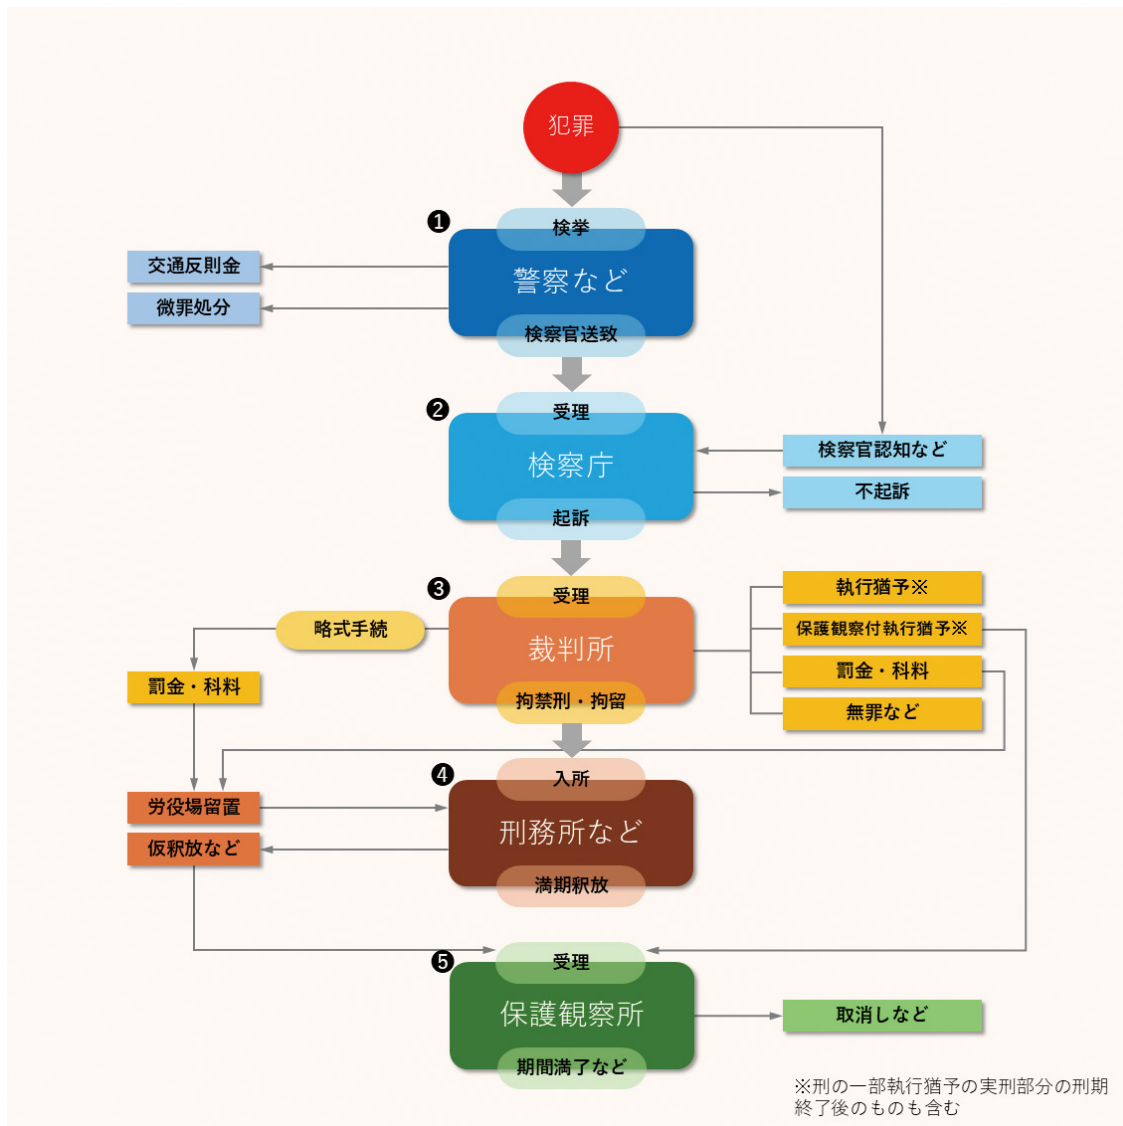 犯罪
❶
検挙
警察など
検察官送致
交通反則金
微罪処分
❷
受理
検察庁
起訴
検察官認知など
不起訴
❸
受理
裁判所
拘禁刑・拘留
略式手続
罰金・科料
執行猶予※
保護観察付執行猶予※
罰金・科料
無罪など
❹
入所
刑務所など
満期釈放
労役場留置
仮釈放など
❺
受理
保護観察所
期間満了など
取消しなど
※刑の一部執行猶予の実刑部分の刑期
終了後のものも含む